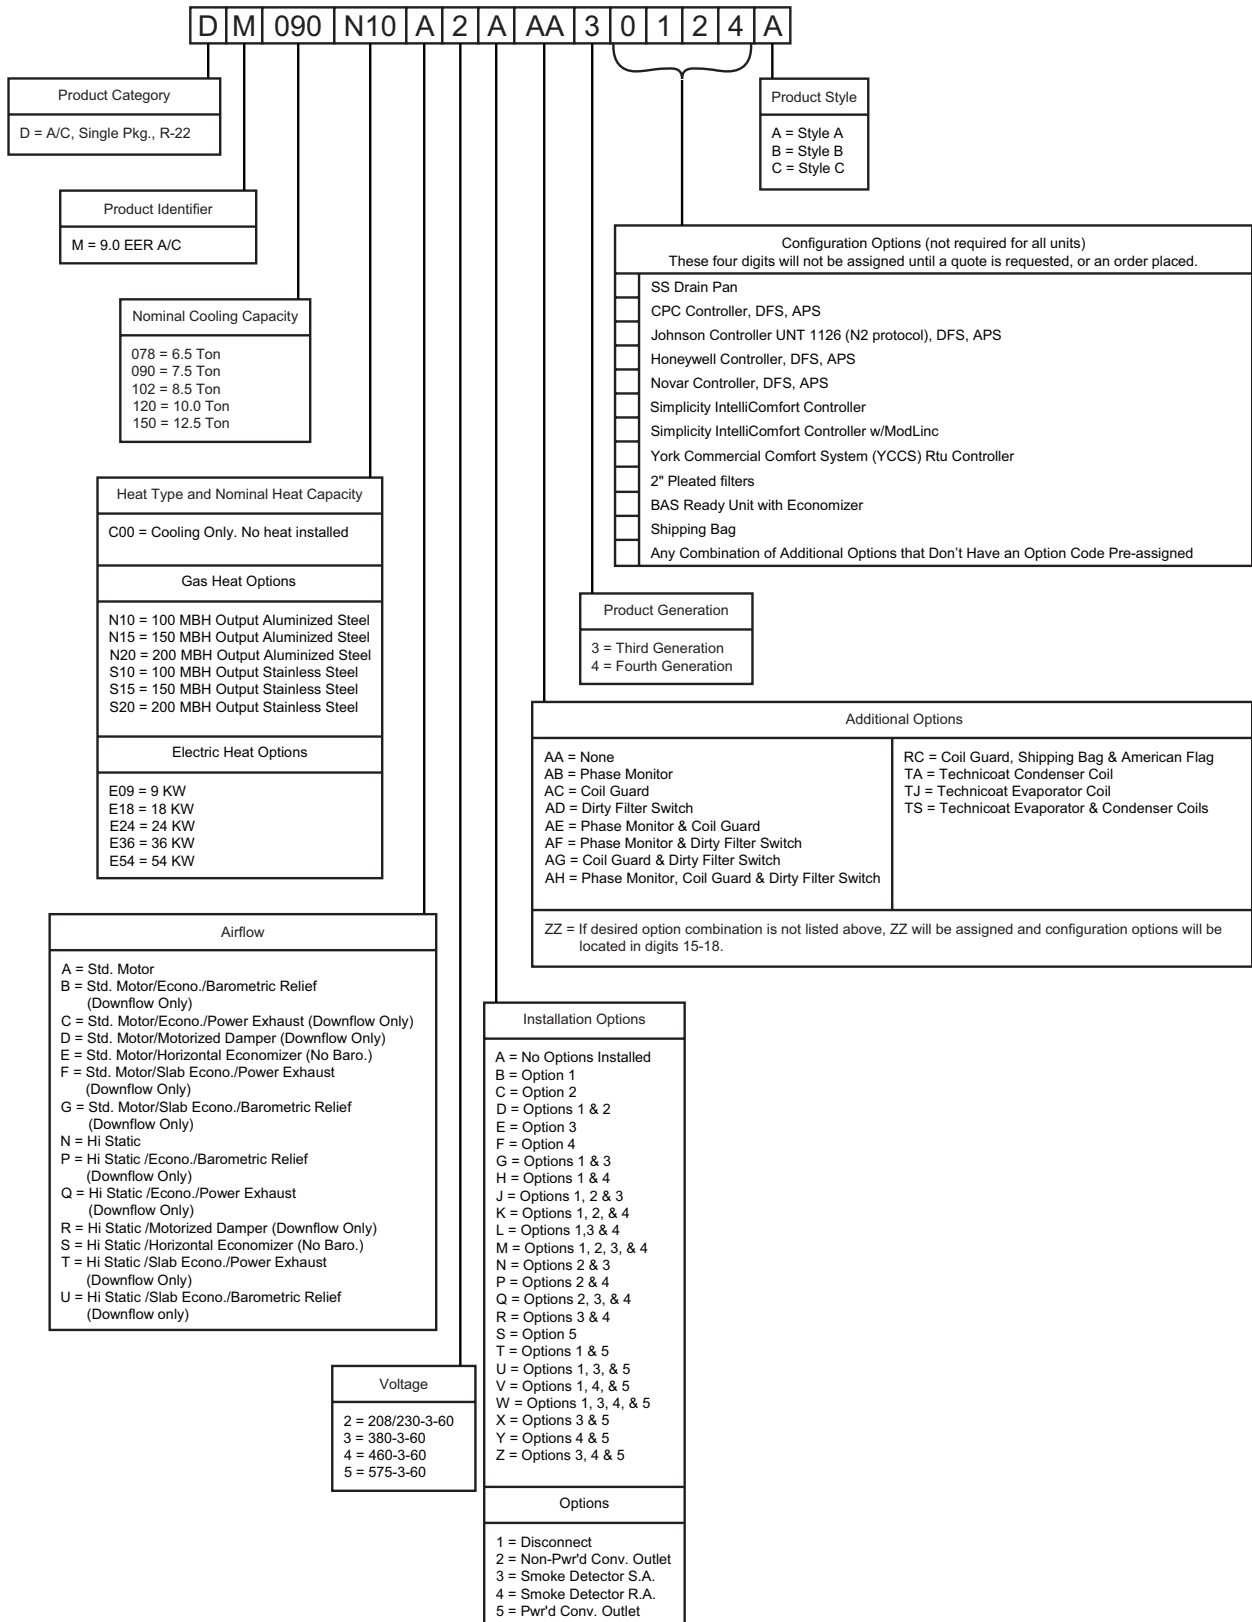 D M 090 N10 A 2 A AA 3 0 1 2 4 A
Product Category
D = A/C, Single Pkg., R-22
Product Style
A = Style A
B = Style B
C = Style C
Product Identifier
M = 9.0 EER A/C
Configuration Options (not required for all units)
These four digits will not be assigned until a quote is requested, or an order placed.
SS Drain Pan
CPC Controller, DFS, APS
Johnson Controller UNT 1126 (N2 protocol), DFS, APS
Honeywell Controller, DFS, APS
Novar Controller, DFS, APS
Simplicity IntelliComfort Controller
Simplicity IntelliComfort Controller w/ModLinc
York Commercial Comfort System (YCCS) Rtu Controller
2" Pleated filters
BAS Ready Unit with Economizer
Shipping Bag
Any Combination of Additional Options that Don't Have an Option Code Pre-assigned
Nominal Cooling Capacity
078 = 6.5 Ton
090 = 7.5 Ton
102 = 8.5 Ton
120 = 10.0 Ton
150 = 12.5 Ton
Heat Type and Nominal Heat Capacity
C00 = Cooling Only. No heat installed
Gas Heat Options
N10 = 100 MBH Output Aluminized Steel
N15 = 150 MBH Output Aluminized Steel
N20 = 200 MBH Output Aluminized Steel
S10 = 100 MBH Output Stainless Steel
S15 = 150 MBH Output Stainless Steel
S20 = 200 MBH Output Stainless Steel
Electric Heat Options
E09 = 9 KW
E18 = 18 KW
E24 = 24 KW
E36 = 36 KW
E54 = 54 KW
Product Generation
3 = Third Generation
4 = Fourth Generation
Additional Options
AA = None
AB = Phase Monitor
AC = Coil Guard
AD = Dirty Filter Switch
AE = Phase Monitor & Coil Guard
AF = Phase Monitor & Dirty Filter Switch
AG = Coil Guard & Dirty Filter Switch
AH = Phase Monitor, Coil Guard & Dirty Filter Switch
RC = Coil Guard, Shipping Bag & American Flag
TA = Technicoat Condenser Coil
TJ = Technicoat Evaporator Coil
TS = Technicoat Evaporator & Condenser Coils
ZZ = If desired option combination is not listed above, ZZ will be assigned and configuration options will be
located in digits 15-18.
Airflow
A = Std. Motor
B = Std. Motor/Econo./Barometric Relief
(Downflow Only)
C = Std. Motor/Econo./Power Exhaust (Downflow Only)
D = Std. Motor/Motorized Damper (Downflow Only)
E = Std. Motor/Horizontal Economizer (No Baro.)
F = Std. Motor/Slab Econo./Power Exhaust
(Downflow Only)
G = Std. Motor/Slab Econo./Barometric Relief
(Downflow Only)
N = Hi Static
P = Hi Static /Econo./Barometric Relief
(Downflow Only)
Q = Hi Static /Econo./Power Exhaust
(Downflow Only)
R = Hi Static /Motorized Damper (Downflow Only)
S = Hi Static /Horizontal Economizer (No Baro.)
T = Hi Static /Slab Econo./Power Exhaust
(Downflow Only)
U = Hi Static /Slab Econo./Barometric Relief
(Downflow only)
Installation Options
A = No Options Installed
B = Option 1
C = Option 2
D = Options 1 & 2
E = Option 3
F = Option 4
G = Options 1 & 3
H = Options 1 & 4
J = Options 1, 2 & 3
K = Options 1, 2, & 4
L = Options 1,3 & 4
M = Options 1, 2, 3, & 4
N = Options 2 & 3
P = Options 2 & 4
Q = Options 2, 3, & 4
R = Options 3 & 4
S = Option 5
T = Options 1 & 5
U = Options 1, 3, & 5
V = Options 1, 4, & 5
W = Options 1, 3, 4, & 5
X = Options 3 & 5
Y = Options 4 & 5
Z = Options 3, 4 & 5
Voltage
2 = 208/230-3-60
3 = 380-3-60
4 = 460-3-60
5 = 575-3-60
Options
1 = Disconnect
2 = Non-Pwr'd Conv. Outlet
3 = Smoke Detector S.A.
4 = Smoke Detector R.A.
5 = Pwr'd Conv. Outlet